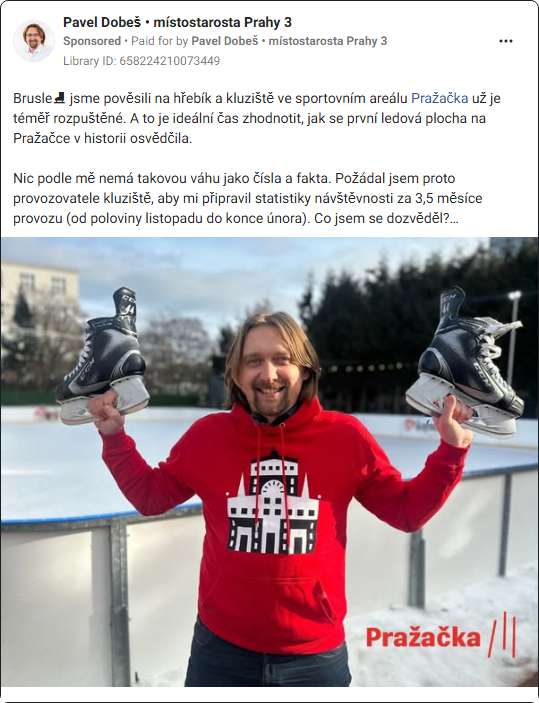 Pavel Dobeš • místostarosta Prahy 3
Sponsored • Paid for by Pavel Dobeš • místostarosta Prahy 3
Library ID: 658224210073449
Brusle⛸ jsme pověsili na hřebík a kluziště ve sportovním areálu Pražačka už je
téměř rozpuštěné. A to je ideální čas zhodnotit, jak se první ledová plocha na
Pražačce v historii osvědčila.
Nic podle mě nemá takovou váhu jako čísla a fakta. Požádal jsem proto
provozovatele kluziště, aby mi připravil statistiky návštěvnosti za 3,5 měsíce
provozu (od poloviny listopadu do konce února). Co jsem se dozvěděl?...
CCM
CCM
Pražačka